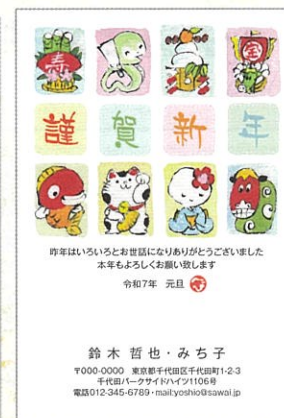 寿
謹賀新年
昨年はいろいろとお世話になりありがとうございました
本年もよろしくお願い致します
令和7年 元旦
鈴木 哲也・みち子
〒000-0000 東京都千代田区千代田町1-2-3
千代田パークサイドハイツ1106号
電話012-345-6789・mail:yoshio@sawai.jp